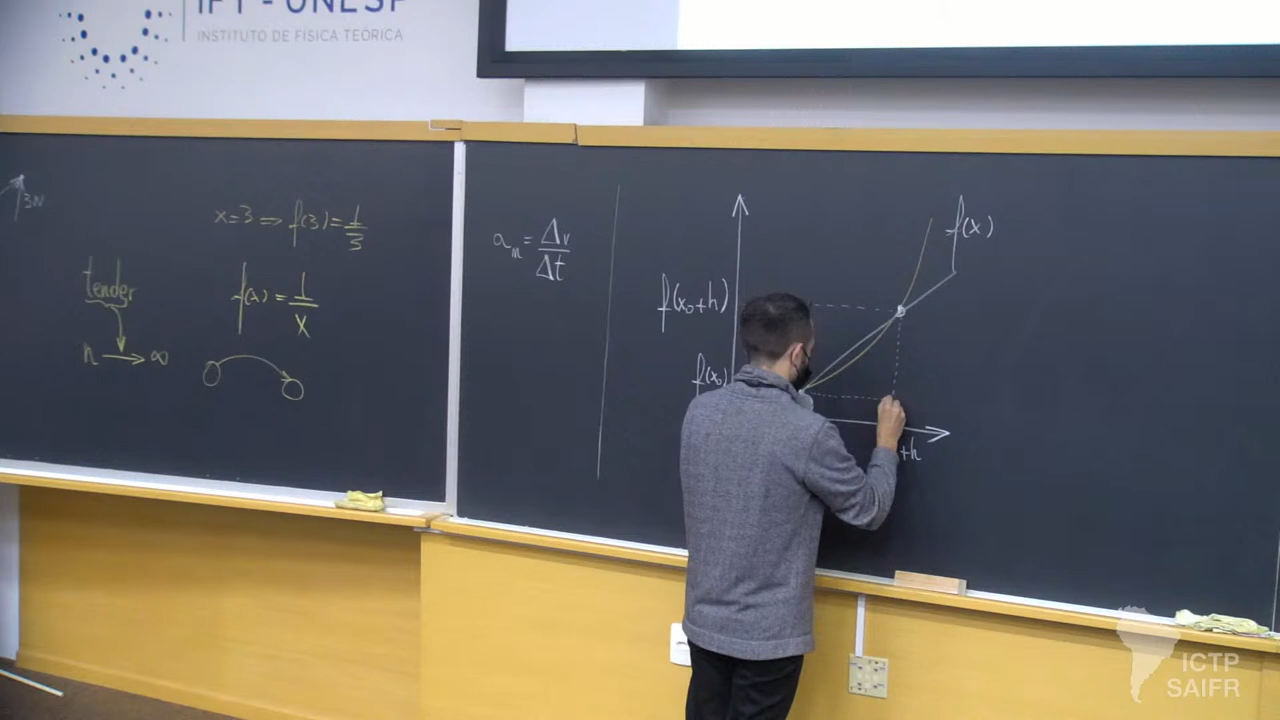 IFT - UNESP
INSTITUTO DE FÍSICA TEÓRICA
3N
x=3 ⇒ f(3)=1/3
tender
n → ∞
f(x) = 1/x
a_m = Δv/Δt
f(x)
f(x₀+h)
f(x₀)
+h
ICTP
SAIFR